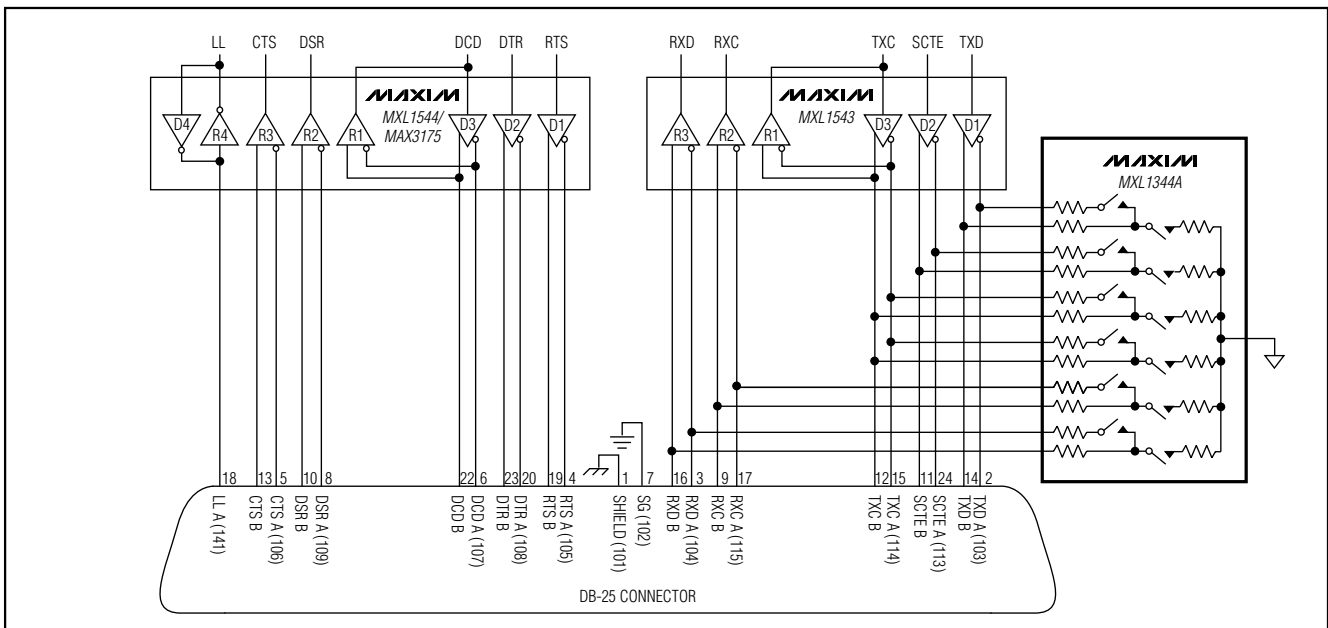 LL CTS DSR DCD DTR RTS RXD RXC TXC SCTE TXD
MAXIM
MXL1544/
MAX3175
D4 R4 R3 R2 R1 D3 D2 D1
MAXIM
MXL1543
R3 R2 R1 D3 D2 D1
MAXIM
MXL1344A
18 13 5 10 8 22 6 23 20 19 4 1 7 16 3 9 17 12 15 11 24 14 2
LL A (141)
CTS B
CTS A (106)
DSR B
DSR A (109)
DCD B
DCD A (107)
DTR B
DTR A (108)
RTS B
RTS A (105)
SHIELD (101)
SG (102)
RXD B
RXD A (104)
RXC B
RXC A (115)
TXC B
TXC A (114)
SCTE B
SCTE A (113)
TXD B
TXD A (103)
DB-25 CONNECTOR